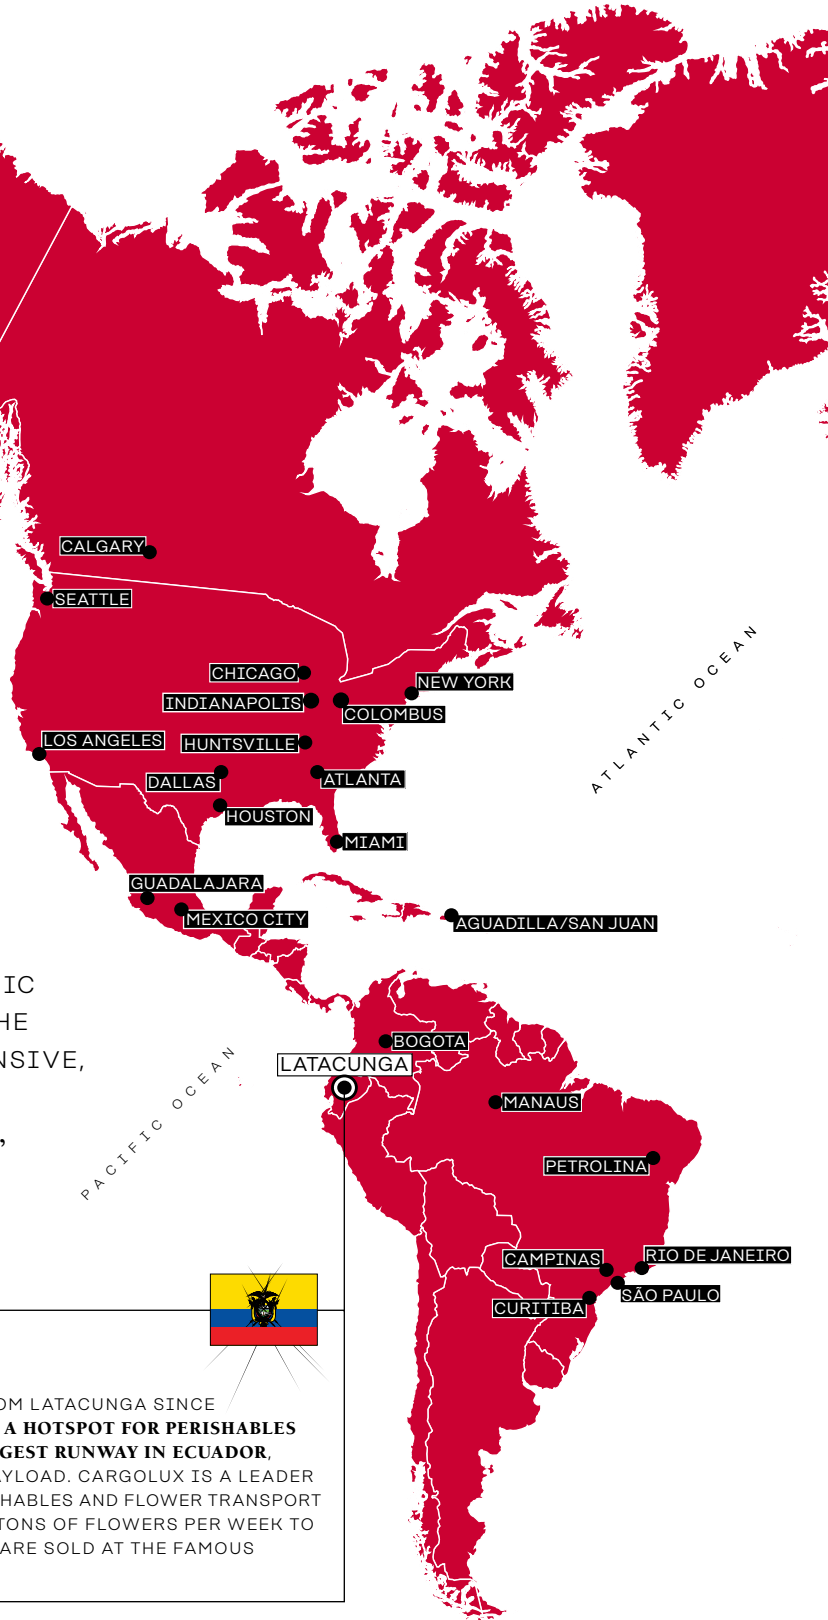 CALGARY
SEATTLE
CHICAGO
NEW YORK
INDIANAPOLIS
COLOMBUS
LOS ANGELES
HUNTSVILLE
DALLAS
ATLANTA
HOUSTON
MIAMI
ATLANTIC OCEAN
GUADALAJARA
MEXICO CITY
AGUADILLA/SAN JUAN
IC
HE
NSIVE,
,
PACIFIC OCEAN
BOGOTA
LATACUNGA
MANAUS
PETROLINA
CAMPINAS
RIO DE JANEIRO
SÃO PAULO
CURITIBA
OM LATACUNGA SINCE
A HOTSPOT FOR PERISHABLES
GEST RUNWAY IN ECUADOR,
AYLOAD. CARGOLUX IS A LEADER
SHABLES AND FLOWER TRANSPORT
TONS OF FLOWERS PER WEEK TO
ARE SOLD AT THE FAMOUS